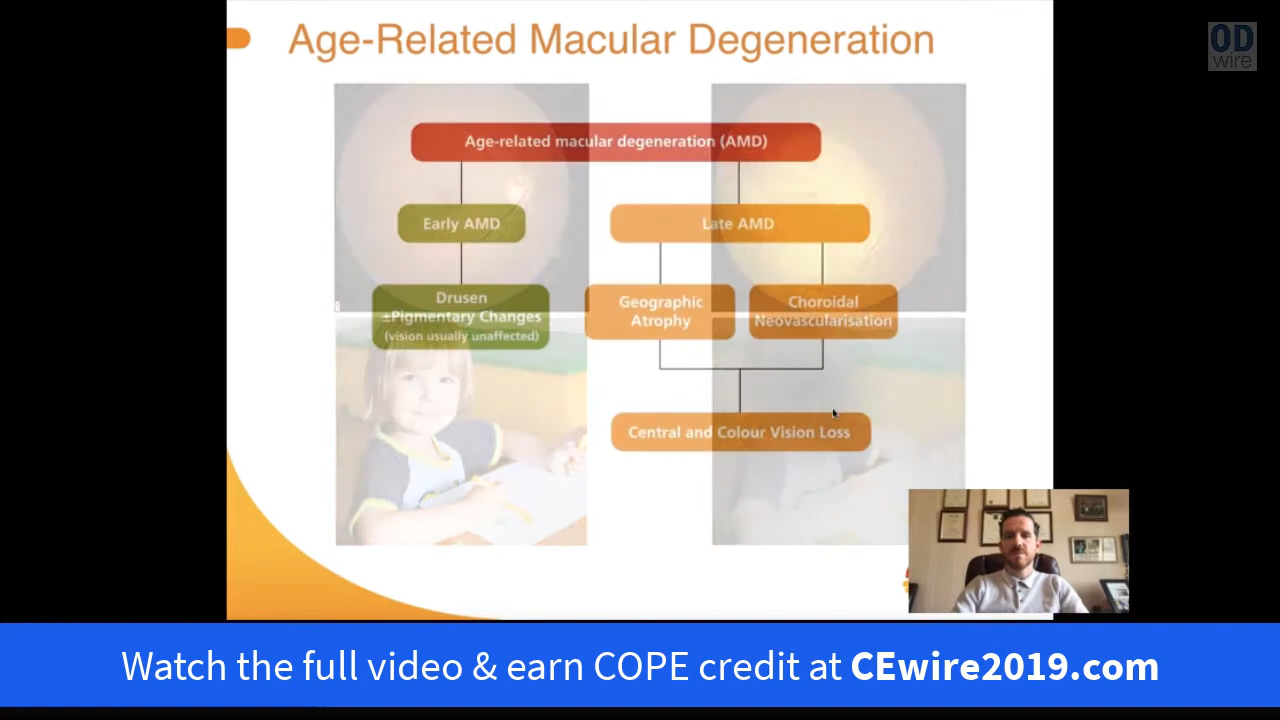 Age-Related Macular Degeneration
OD
wire
Age-related macular degeneration (AMD)
Early AMD
Late AMD
Drusen
±Pigmentary Changes
(vision usually unaffected)
Geographic
Atrophy
Choroidal
Neovascularisation
Central and Colour Vision Loss
Watch the full video & earn COPE credit at CEwire2019.com